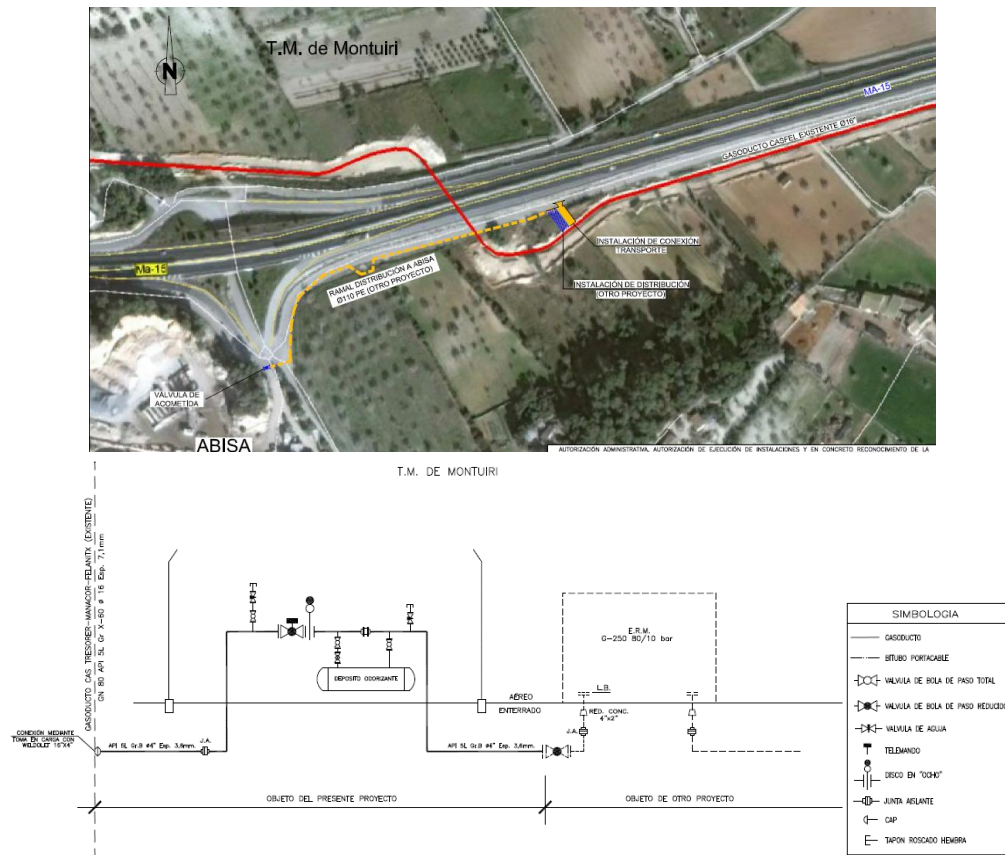 T.M. de Montuiri
N
MA-15
GASODUCTO CASFEL EXISTENTE Ø16"
INSTALACIÓN DE CONEXIÓN
TRANSPORTE
INSTALACIÓN DE DISTRIBUCIÓN
(OTRO PROYECTO)
Ma-15
RAMAL DISTRIBUCIÓN A ABISA
Ø110 PE (OTRO PROYECTO)
VÁLVULA DE
ACOMETIDA
ABISA
AUTORIZACIÓN ADMINISTRATIVA, AUTORIZACIÓN DE EJECUCIÓN DE INSTALACIONES Y EN CONCRETO RECONOCIMIENTO DE LA
T.M. DE MONTUIRI
GASODUCTO CAS TRESORER-MANACOR-FELANITX (EXISTENTE)
GN 80 API 5L Gr X-60 ø 16 Esp. 7,1mm
DEPOSITO ODORIZANTE
E.R.M.
G-250 80/10 bar
AÉREO
ENTERRADO
L.B.
RED. CONC.
4"x2"
J.A.
CONEXIÓN MEDIANTE
TOMA EN CARGA CON
WELDOLET 16"X4"
API 5L Gr.B ø4" Esp. 3,6mm.
J.A.
API 5L Gr.B ø4" Esp. 3,6mm.
OBJETO DEL PRESENTE PROYECTO
OBJETO DE OTRO PROYECTO
SIMBOLOGIA
GASODUCTO
BITUBO PORTACABLE
VALVULA DE BOLA DE PASO TOTAL
VALVULA DE BOLA DE PASO REDUCIDO
VALVULA DE AGUJA
TELEMANDO
DISCO EN "OCHO"
JUNTA AISLANTE
CAP
TAPON ROSCADO HEMBRA